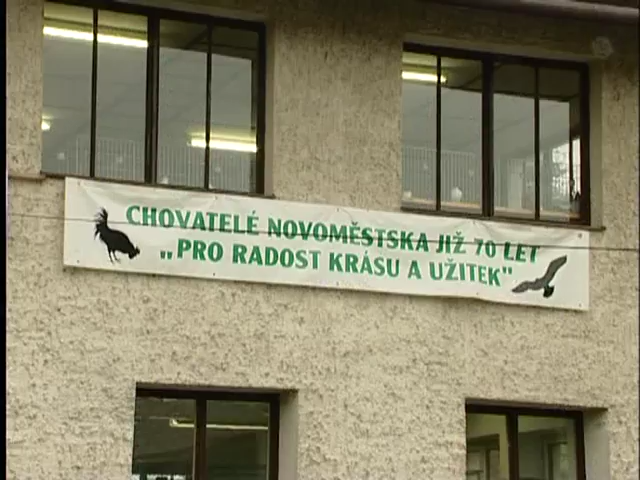 CHOVATELÉ NOVOMĚSTSKA JIŽ 70 LET
„PRO RADOST KRÁSU A UŽITEK"